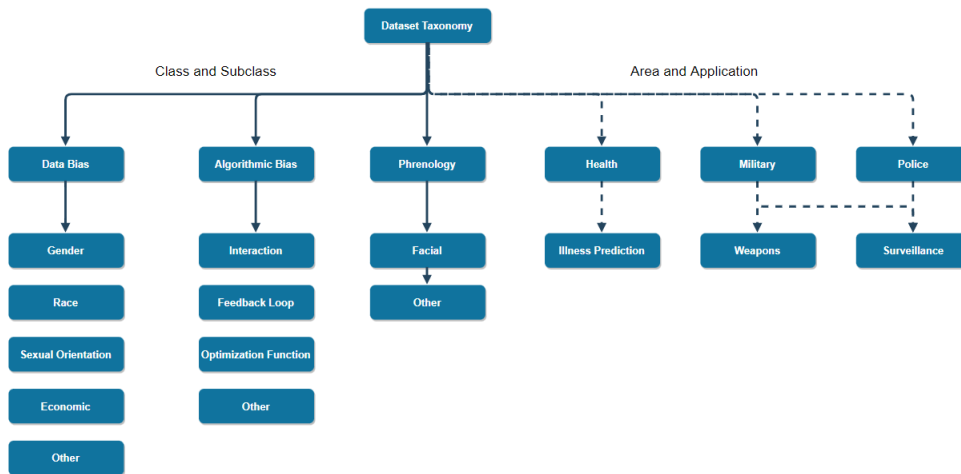 Dataset Taxonomy
Class and Subclass
Area and Application
Data Bias
Algorithmic Bias
Phrenology
Health
Military
Police
Gender
Interaction
Facial
Illness Prediction
Weapons
Surveillance
Race
Feedback Loop
Other
Sexual Orientation
Optimization Function
Economic
Other
Other